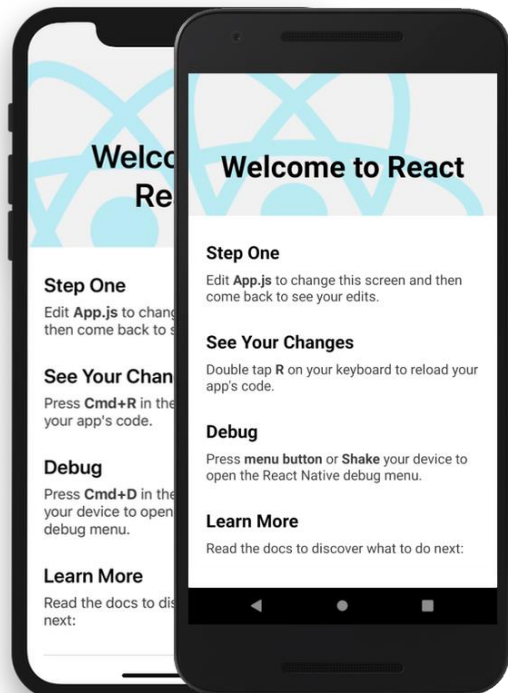 Welco
Re
Step One
Edit App.js to chang
then come back to s
See Your Chan
Press Cmd+R in the
your app's code.
Debug
Press Cmd+D in the
your device to open
debug menu.
Learn More
Read the docs to dis
next:
Welcome to React
Step One
Edit App.js to change this screen and then
come back to see your edits.
See Your Changes
Double tap R on your keyboard to reload your
app's code.
Debug
Press menu button or Shake your device to
open the React Native debug menu.
Learn More
Read the docs to discover what to do next: